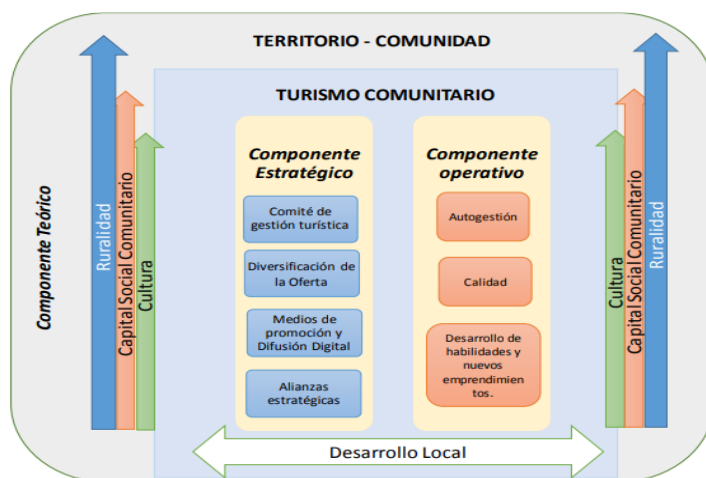 TERRITORIO - COMUNIDAD
TURISMO COMUNITARIO
Componente Teórico
Ruralidad
Capital Social Comunitario
Cultura
Componente
Estratégico
Comité de
gestión turística
Diversificación de
la Oferta
Medios de
promoción y
Difusión Digital
Alianzas
estratégicas
Componente
operativo
Autogestión
Calidad
Desarrollo de
habilidades y
nuevos
emprendimie
ntos.
Cultura
Capital Social Comunitario
Ruralidad
Desarrollo Local